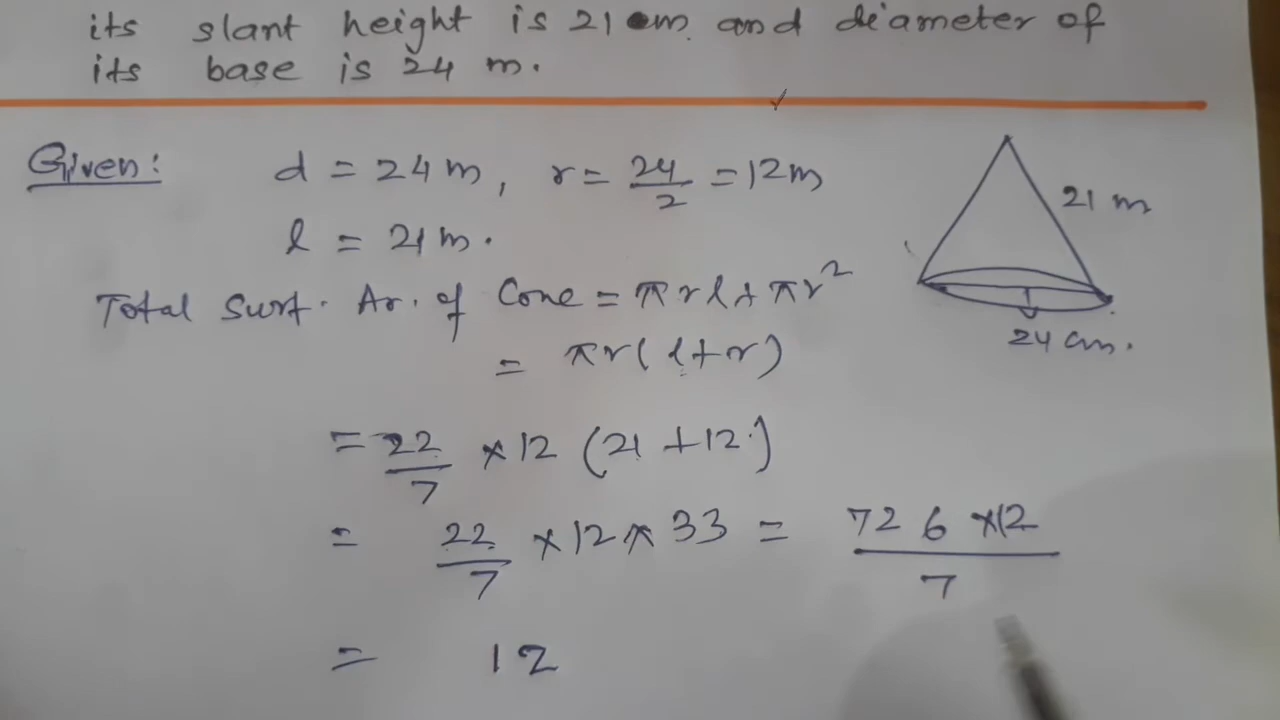 its slant height is 21 m and diameter of
its base is 24 m.
Given: d = 24 m, r = 24/2 = 12 m
l = 21 m.
21 m
24 cm.
Total Surf. Ar. of Cone = πrl + πr²
= πr(l+r)
= 22/7 × 12 (21 + 12)
= 22/7 × 12 × 33 = 726 × 12 / 7
= 12